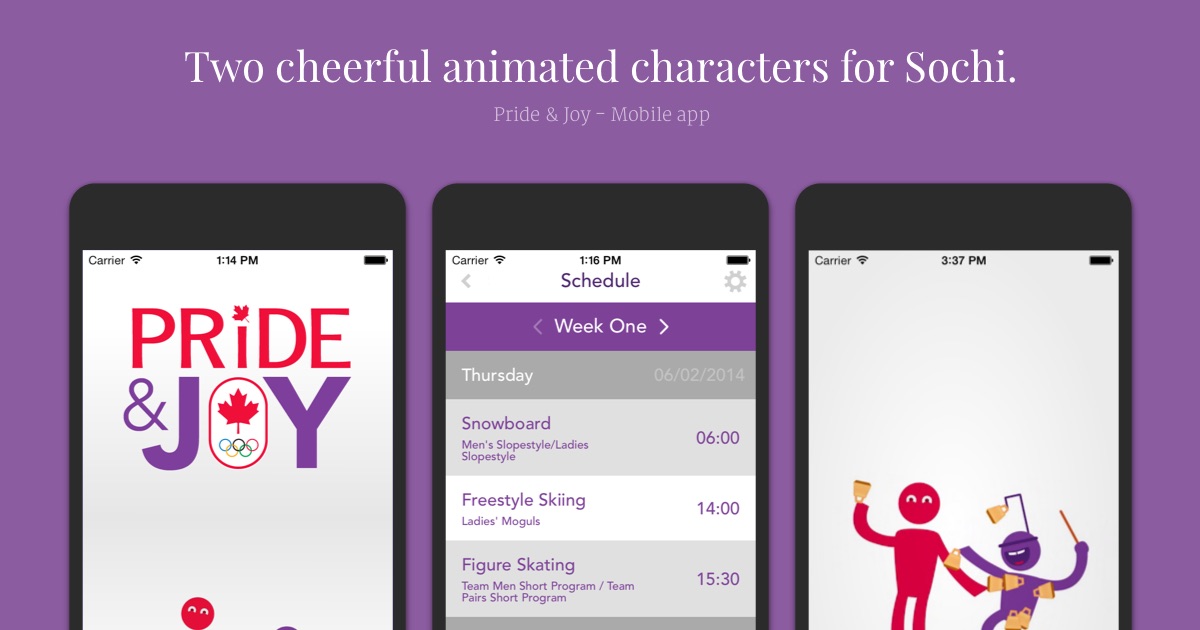 Two cheerful animated characters for Sochi.
Pride & Joy – Mobile app
Carrier 1:14 PM
PRiDE
& JOY
Carrier 1:16 PM
Schedule
Week One
Thursday 06/02/2014
Snowboard
Men's Slopestyle/Ladies
Slopestyle
06:00
Freestyle Skiing
Ladies' Moguls
14:00
Figure Skating
Team Men Short Program / Team
Pairs Short Program
15:30
Carrier 3:37 PM